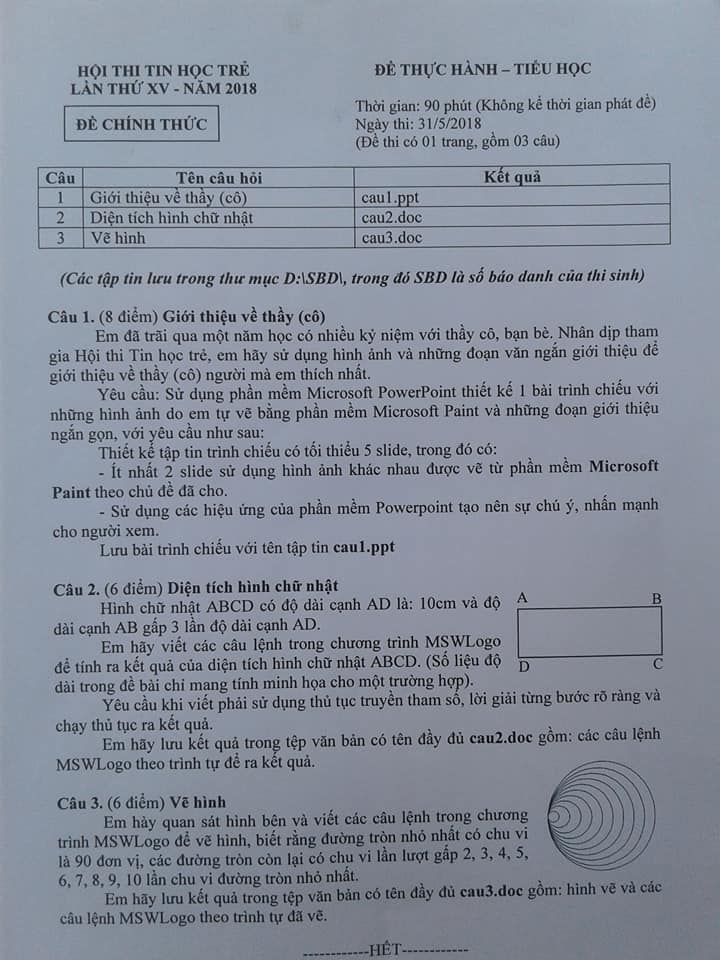 HỘI THI TIN HỌC TRẺ
LẦN THỨ XV - NĂM 2018
ĐỀ CHÍNH THỨC
ĐỀ THỰC HÀNH – TIỂU HỌC
Thời gian: 90 phút (Không kể thời gian phát đề)
Ngày thi: 31/5/2018
(Đề thi có 01 trang, gồm 03 câu)
Câu Tên câu hỏi Kết quả
1 Giới thiệu về thầy (cô) cau1.ppt
2 Diện tích hình chữ nhật cau2.doc
3 Vẽ hình cau3.doc
(Các tập tin lưu trong thư mục D:\SBD\, trong đó SBD là số báo danh của thí sinh)
Câu 1. (8 điểm) Giới thiệu về thầy (cô)
Em đã trải qua một năm học có nhiều kỷ niệm với thầy cô, bạn bè. Nhân dịp tham
gia Hội thi Tin học trẻ, em hãy sử dụng hình ảnh và những đoạn văn ngắn giới thiệu để
giới thiệu về thầy (cô) người mà em thích nhất.
Yêu cầu: Sử dụng phần mềm Microsoft PowerPoint thiết kế 1 bài trình chiếu với
những hình ảnh do em tự vẽ bằng phần mềm Microsoft Paint và những đoạn giới thiệu
ngắn gọn, với yêu cầu như sau:
Thiết kế tập tin trình chiếu có tối thiểu 5 slide, trong đó có:
- Ít nhất 2 slide sử dụng hình ảnh khác nhau được vẽ từ phần mềm Microsoft
Paint theo chủ đề đã cho.
- Sử dụng các hiệu ứng của phần mềm Powerpoint tạo nên sự chú ý, nhấn mạnh
cho người xem.
Lưu bài trình chiếu với tên tập tin cau1.ppt
Câu 2. (6 điểm) Diện tích hình chữ nhật
Hình chữ nhật ABCD có độ dài cạnh AD là: 10cm và độ
dài cạnh AB gấp 3 lần độ dài cạnh AD.
Em hãy viết các câu lệnh trong chương trình MSWLogo
để tính ra kết quả của diện tích hình chữ nhật ABCD. (Số liệu độ
dài trong đề bài chỉ mang tính minh họa cho một trường hợp).
A B
D C
Yêu cầu khi viết phải sử dụng thủ tục truyền tham số, lời giải từng bước rõ ràng và
chạy thủ tục ra kết quả.
Em hãy lưu kết quả trong tệp văn bản có tên đầy đủ cau2.doc gồm: các câu lệnh
MSWLogo theo trình tự để ra kết quả.
Câu 3. (6 điểm) Vẽ hình
Em hày quan sát hình bên và viết các câu lệnh trong chương
trình MSWLogo để vẽ hình, biết rằng đường tròn nhỏ nhất có chu vi
là 90 đơn vị, các đường tròn còn lại có chu vi lần lượt gấp 2, 3, 4, 5,
6, 7, 8, 9, 10 lần chu vi đường tròn nhỏ nhất.
Em hãy lưu kết quả trong tệp văn bản có tên đầy đủ cau3.doc gồm: hình vẽ và các
câu lệnh MSWLogo theo trình tự đã vẽ.
------------HẾT------------